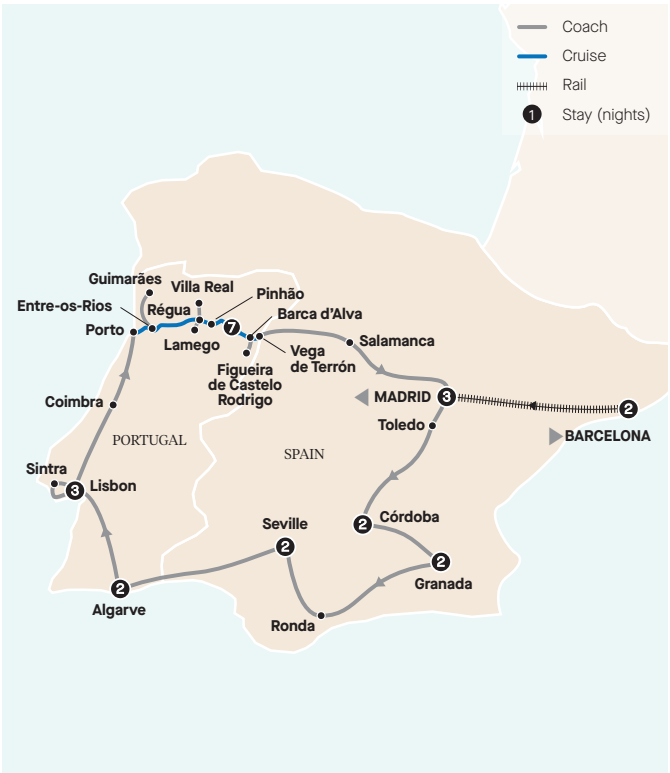 Coach
Cruise
Rail
1 Stay (nights)
Guimarães
Villa Real
Pinhão
Entre-os-Rios
Régua
Barca d'Alva
Porto
7
Lamego
Salamanca
Vega
de Terrón
Figueira
de Castelo
Rodrigo
MADRID
3
2
Coimbra
Toledo
BARCELONA
PORTUGAL
SPAIN
Sintra
3
Lisbon
Seville
2
Córdoba
2
2
Granada
2
Algarve
Ronda